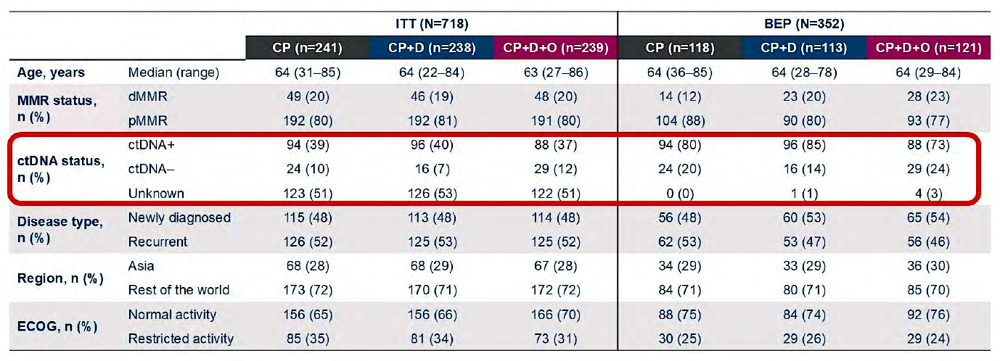 ITT (N=718) BEP (N=352)
CP (n=241) CP+D (n=238) CP+D+O (n=239) CP (n=118) CP+D (n=113) CP+D+O (n=121)
Age, years Median (range) 64 (31–85) 64 (22–84) 63 (27–86) 64 (36–85) 64 (28–78) 64 (29–84)
MMR status, n (%) dMMR 49 (20) 46 (19) 48 (20) 14 (12) 23 (20) 28 (23)
pMMR 192 (80) 192 (81) 191 (80) 104 (88) 90 (80) 93 (77)
ctDNA status, n (%) ctDNA+ 94 (39) 96 (40) 88 (37) 94 (80) 96 (85) 88 (73)
ctDNA– 24 (10) 16 (7) 29 (12) 24 (20) 16 (14) 29 (24)
Unknown 123 (51) 126 (53) 122 (51) 0 (0) 1 (1) 4 (3)
Disease type, n (%) Newly diagnosed 115 (48) 113 (48) 114 (48) 56 (48) 60 (53) 65 (54)
Recurrent 126 (52) 125 (53) 125 (52) 62 (53) 53 (47) 56 (46)
Region, n (%) Asia 68 (28) 68 (29) 67 (28) 34 (29) 33 (29) 36 (30)
Rest of the world 173 (72) 170 (71) 172 (72) 84 (71) 80 (71) 85 (70)
ECOG, n (%) Normal activity 156 (65) 156 (66) 166 (70) 88 (75) 84 (74) 92 (76)
Restricted activity 85 (35) 81 (34) 73 (31) 30 (25) 29 (26) 29 (24)